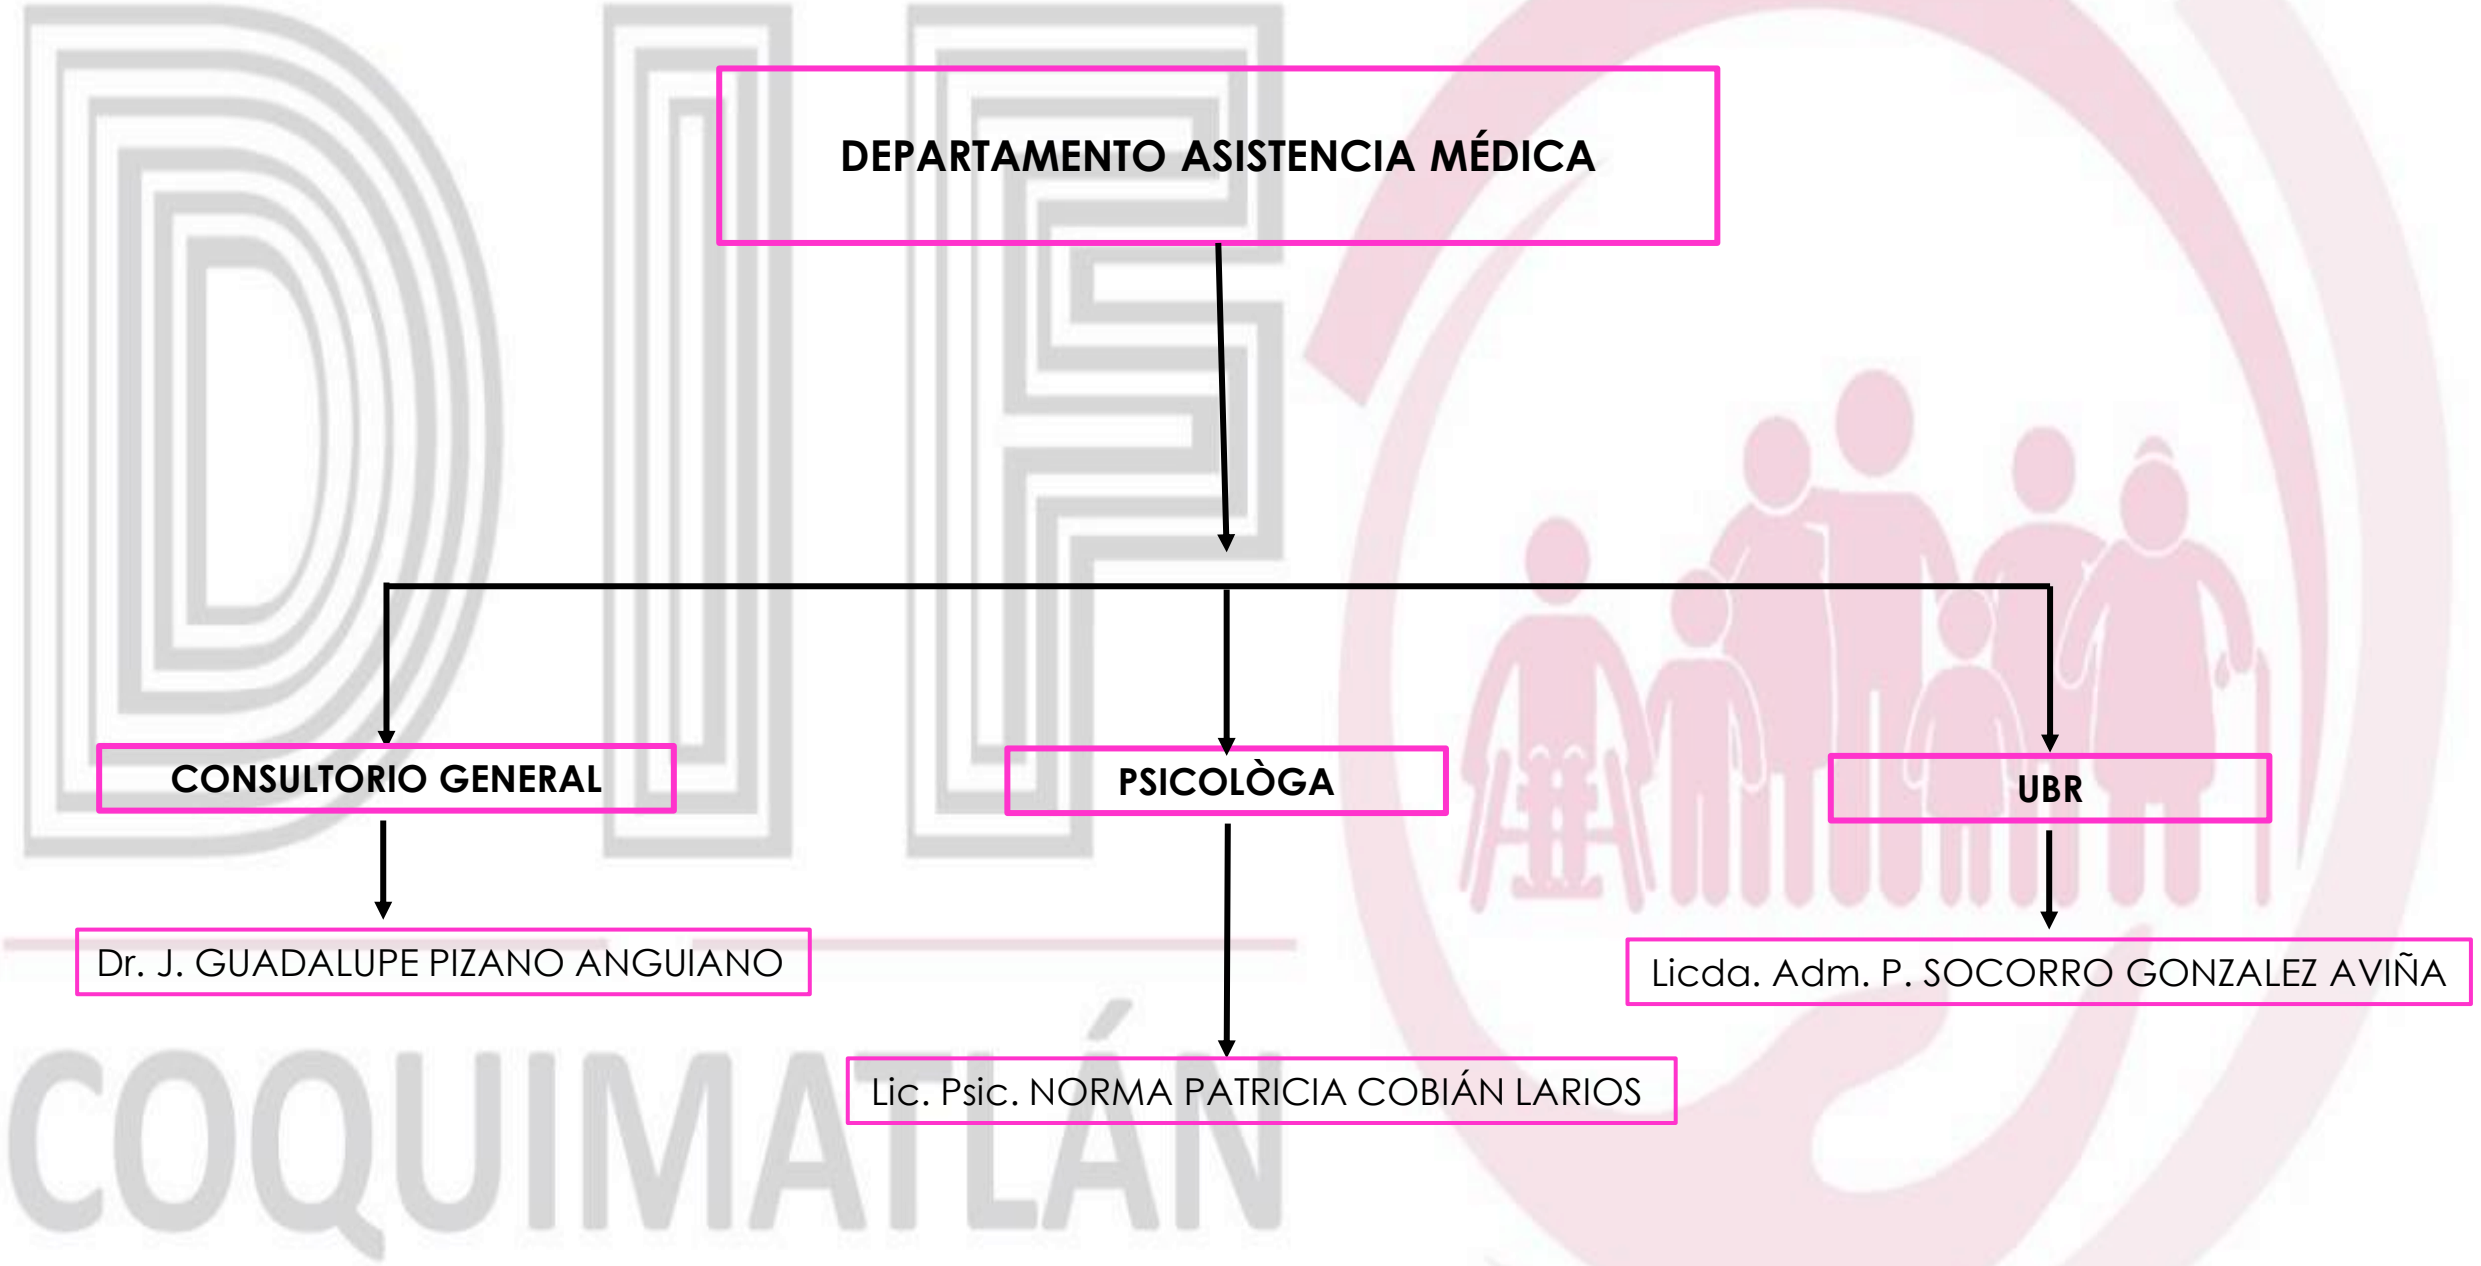 DIF
DEPARTAMENTO ASISTENCIA MÉDICA
CONSULTORIO GENERAL
PSICOLÒGA
UBR
Dr. J. GUADALUPE PIZANO ANGUIANO
Licda. Adm. P. SOCORRO GONZALEZ AVIÑA
Lic. Psic. NORMA PATRICIA COBIÁN LARIOS
COQUIMATLÁN